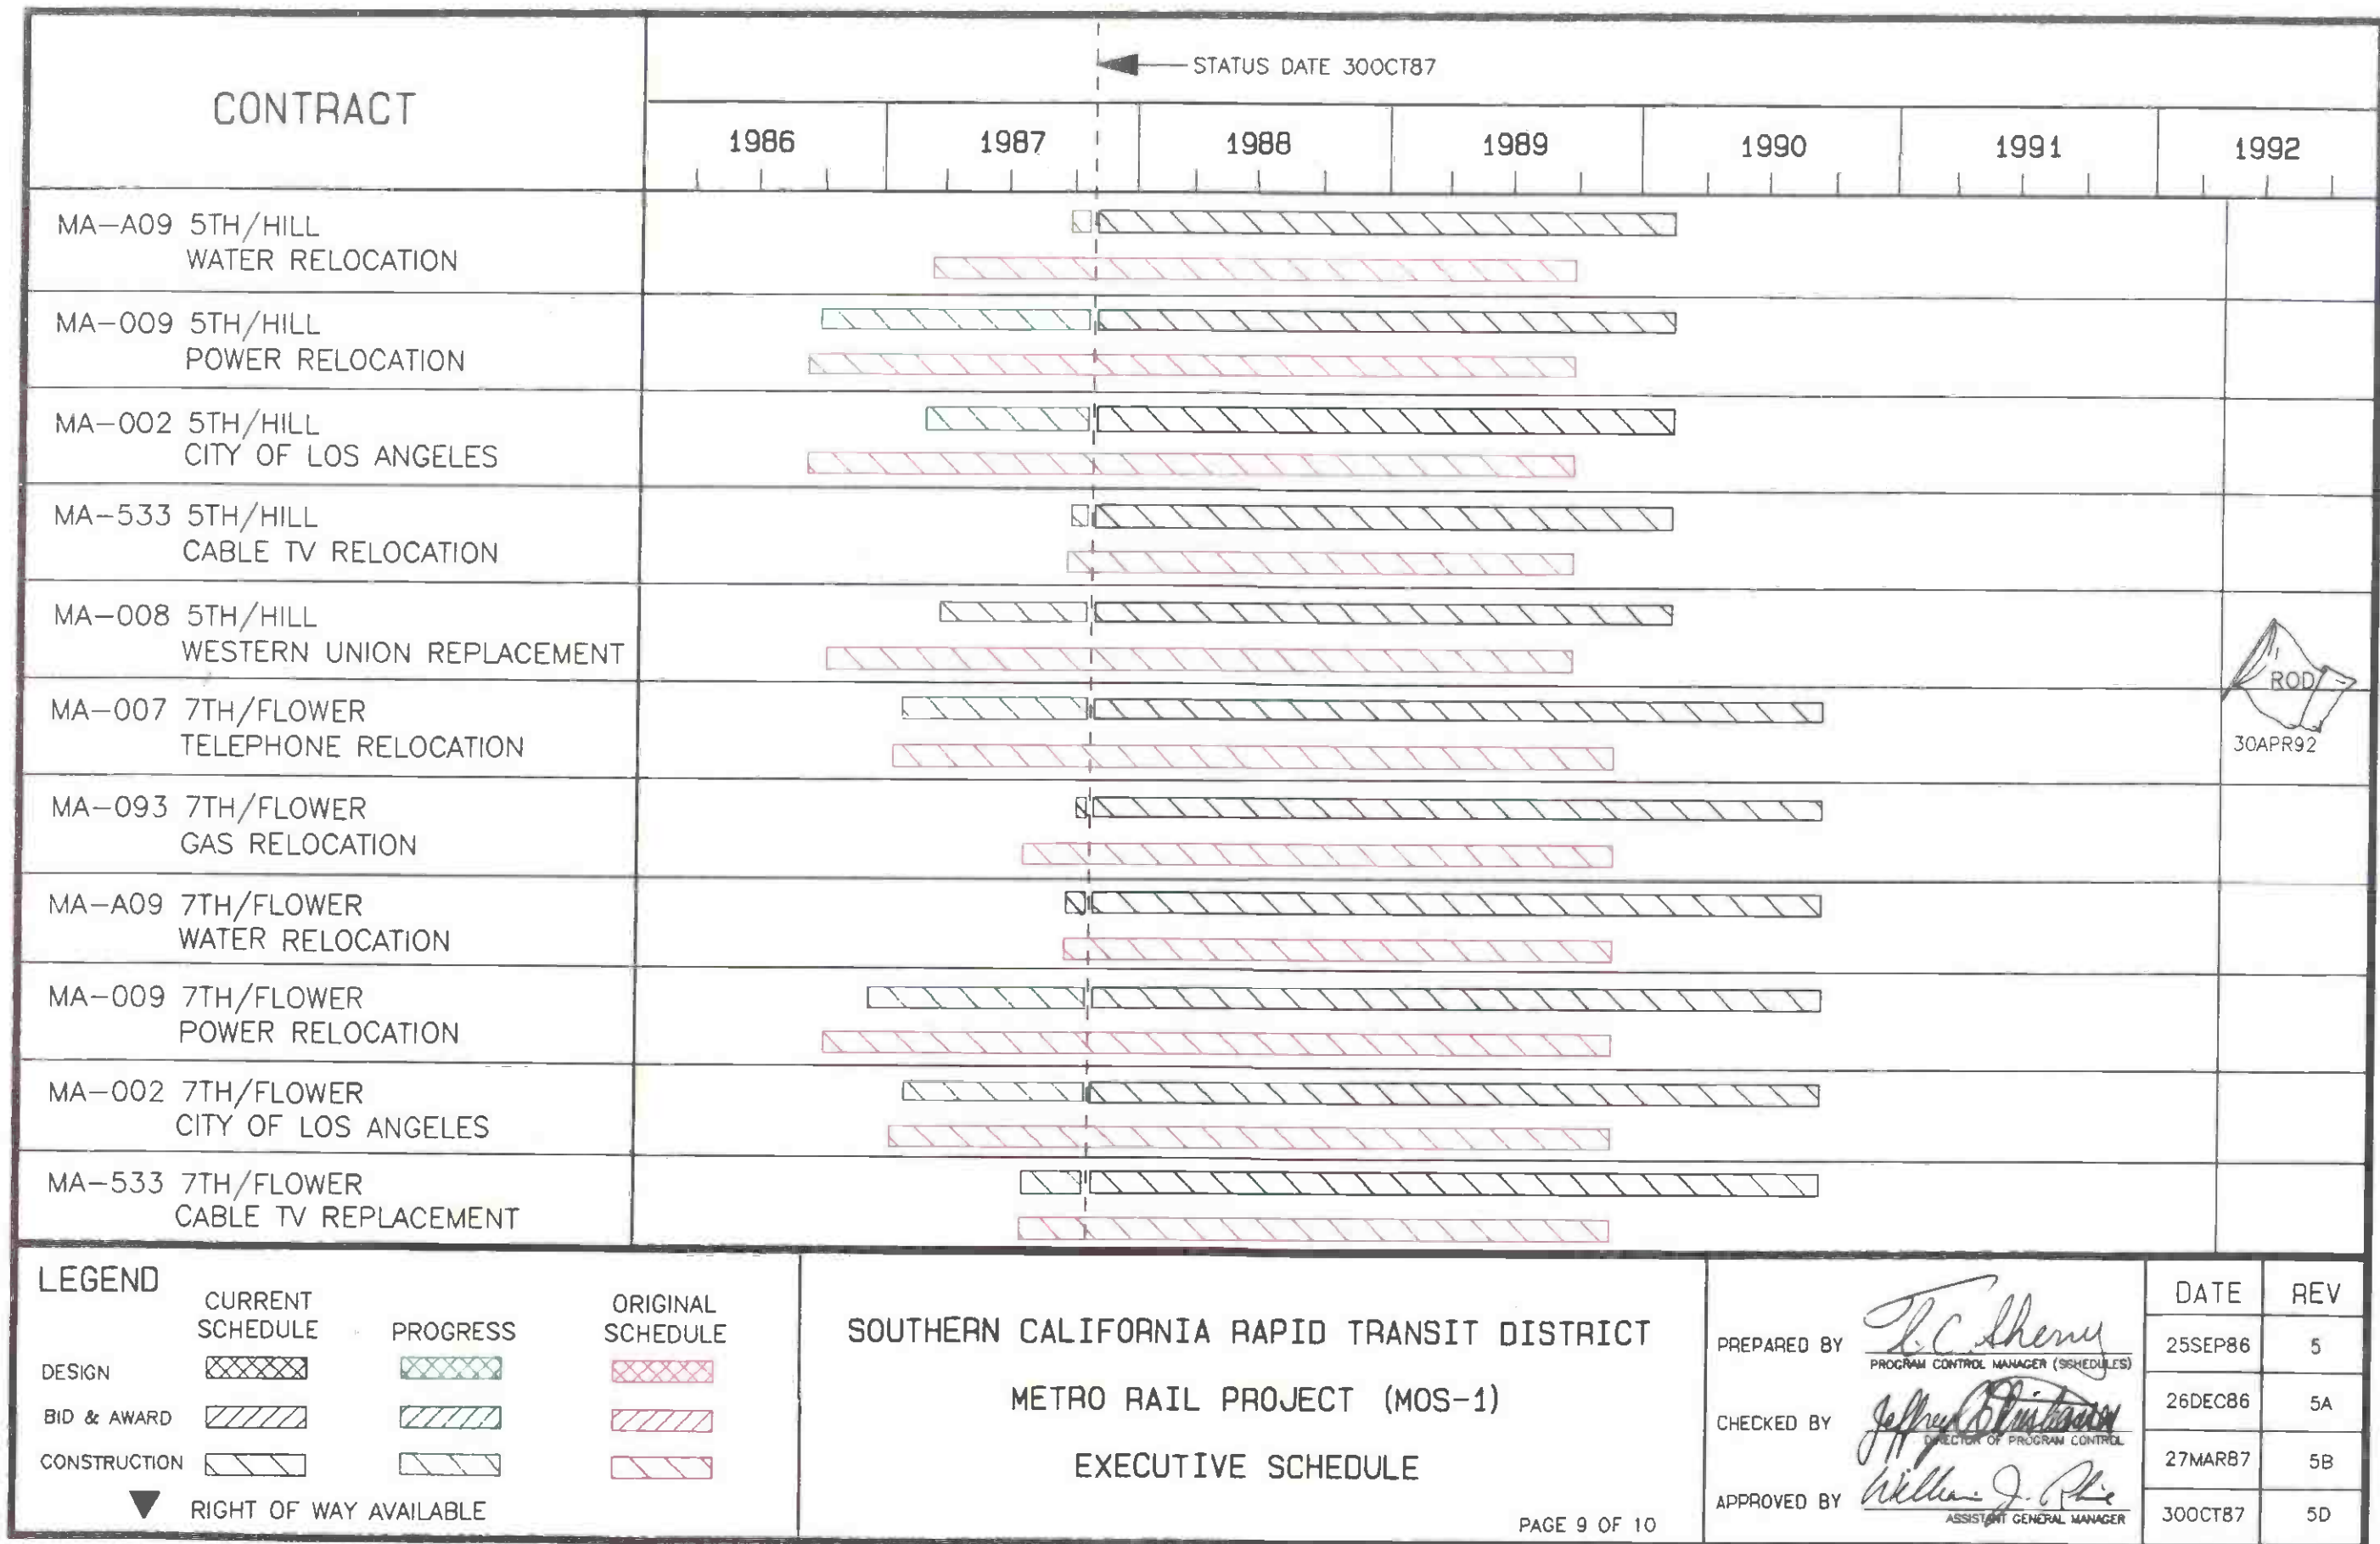 CONTRACT
STATUS DATE 30OCT87
1986 1987 1988 1989 1990 1991 1992
MA-A09 5TH/HILL
WATER RELOCATION
MA-009 5TH/HILL
POWER RELOCATION
MA-002 5TH/HILL
CITY OF LOS ANGELES
MA-533 5TH/HILL
CABLE TV RELOCATION
MA-008 5TH/HILL
WESTERN UNION REPLACEMENT
MA-007 7TH/FLOWER
TELEPHONE RELOCATION
MA-093 7TH/FLOWER
GAS RELOCATION
MA-A09 7TH/FLOWER
WATER RELOCATION
MA-009 7TH/FLOWER
POWER RELOCATION
MA-002 7TH/FLOWER
CITY OF LOS ANGELES
MA-533 7TH/FLOWER
CABLE TV REPLACEMENT
ROD
30APR92
LEGEND
CURRENT SCHEDULE
PROGRESS
ORIGINAL SCHEDULE
DESIGN
BID & AWARD
CONSTRUCTION
RIGHT OF WAY AVAILABLE
SOUTHERN CALIFORNIA RAPID TRANSIT DISTRICT
METRO RAIL PROJECT (MOS-1)
EXECUTIVE SCHEDULE
PAGE 9 OF 10
PREPARED BY
PROGRAM CONTROL MANAGER (SCHEDULES)
CHECKED BY
DIRECTOR OF PROGRAM CONTROL
APPROVED BY
ASSISTANT GENERAL MANAGER
DATE REV
25SEP86 5
26DEC86 5A
27MAR87 5B
30OCT87 5D